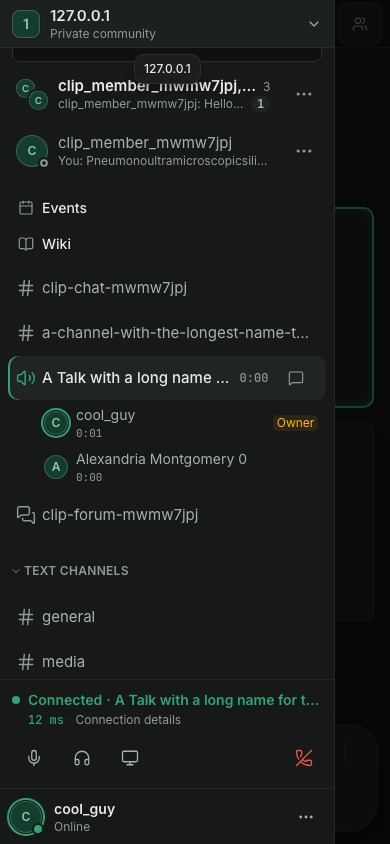 1
127.0.0.1
Private community
127.0.0.1
C
C
clip_member_mwmw7jpj,... 3
clip_member_mwmw7jpj: Hello... 1
C
clip_member_mwmw7jpj
You: Pneumonoultramicroscopicsili...
Events
Wiki
clip-chat-mwmw7jpj
a-channel-with-the-longest-name-t...
A Talk with a long name ... 0:00
C
cool_guy Owner
0:01
A
Alexandria Montgomery 0
0:00
clip-forum-mwmw7jpj
TEXT CHANNELS
general
media
Connected · A Talk with a long name for t...
12 ms · Connection details
C
cool_guy
Online